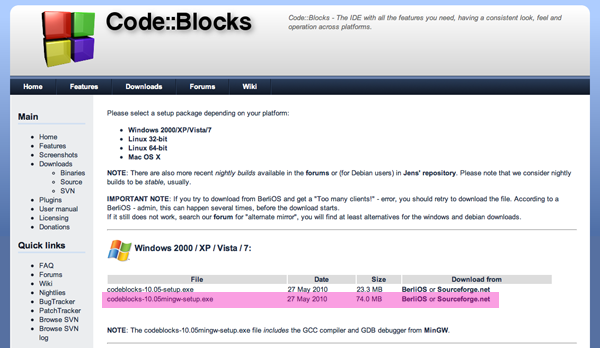 Code::Blocks
Code::Blocks - The IDE with all the features you need, having a consistent look, feel and
operation across platforms.
Home Features Downloads Forums Wiki
Main
Home
Features
Screenshots
Downloads
Binaries
Source
SVN
Plugins
User manual
Licensing
Donations
Quick links
FAQ
Forums
Wiki
Nightlies
BugTracker
PatchTracker
Browse SVN
Browse SVN
log
Please select a setup package depending on your platform:
Windows 2000/XP/Vista/7
Linux 32-bit
Linux 64-bit
Mac OS X
NOTE: There are also more recent nightly builds available in the forums or (for Debian users) in Jens' repository. Please note that we consider nightly
builds to be stable, usually.
IMPORTANT NOTE: If you try to download from BerliOS and get a "Too many clients!" - error, you should retry to download the file. According to a
BerliOS - admin, this can happen several times, before the download starts.
If it still does not work, search our forum for "alternate mirror", you will find at least alternatives for the windows and debian downloads.
Windows 2000 / XP / Vista / 7:
File Date Size Download from
codeblocks-10.05-setup.exe 27 May 2010 23.3 MB BerliOS or Sourceforge.net
codeblocks-10.05mingw-setup.exe 27 May 2010 74.0 MB BerliOS or Sourceforge.net
NOTE: The codeblocks-10.05mingw-setup.exe file includes the GCC compiler and GDB debugger from MinGW.